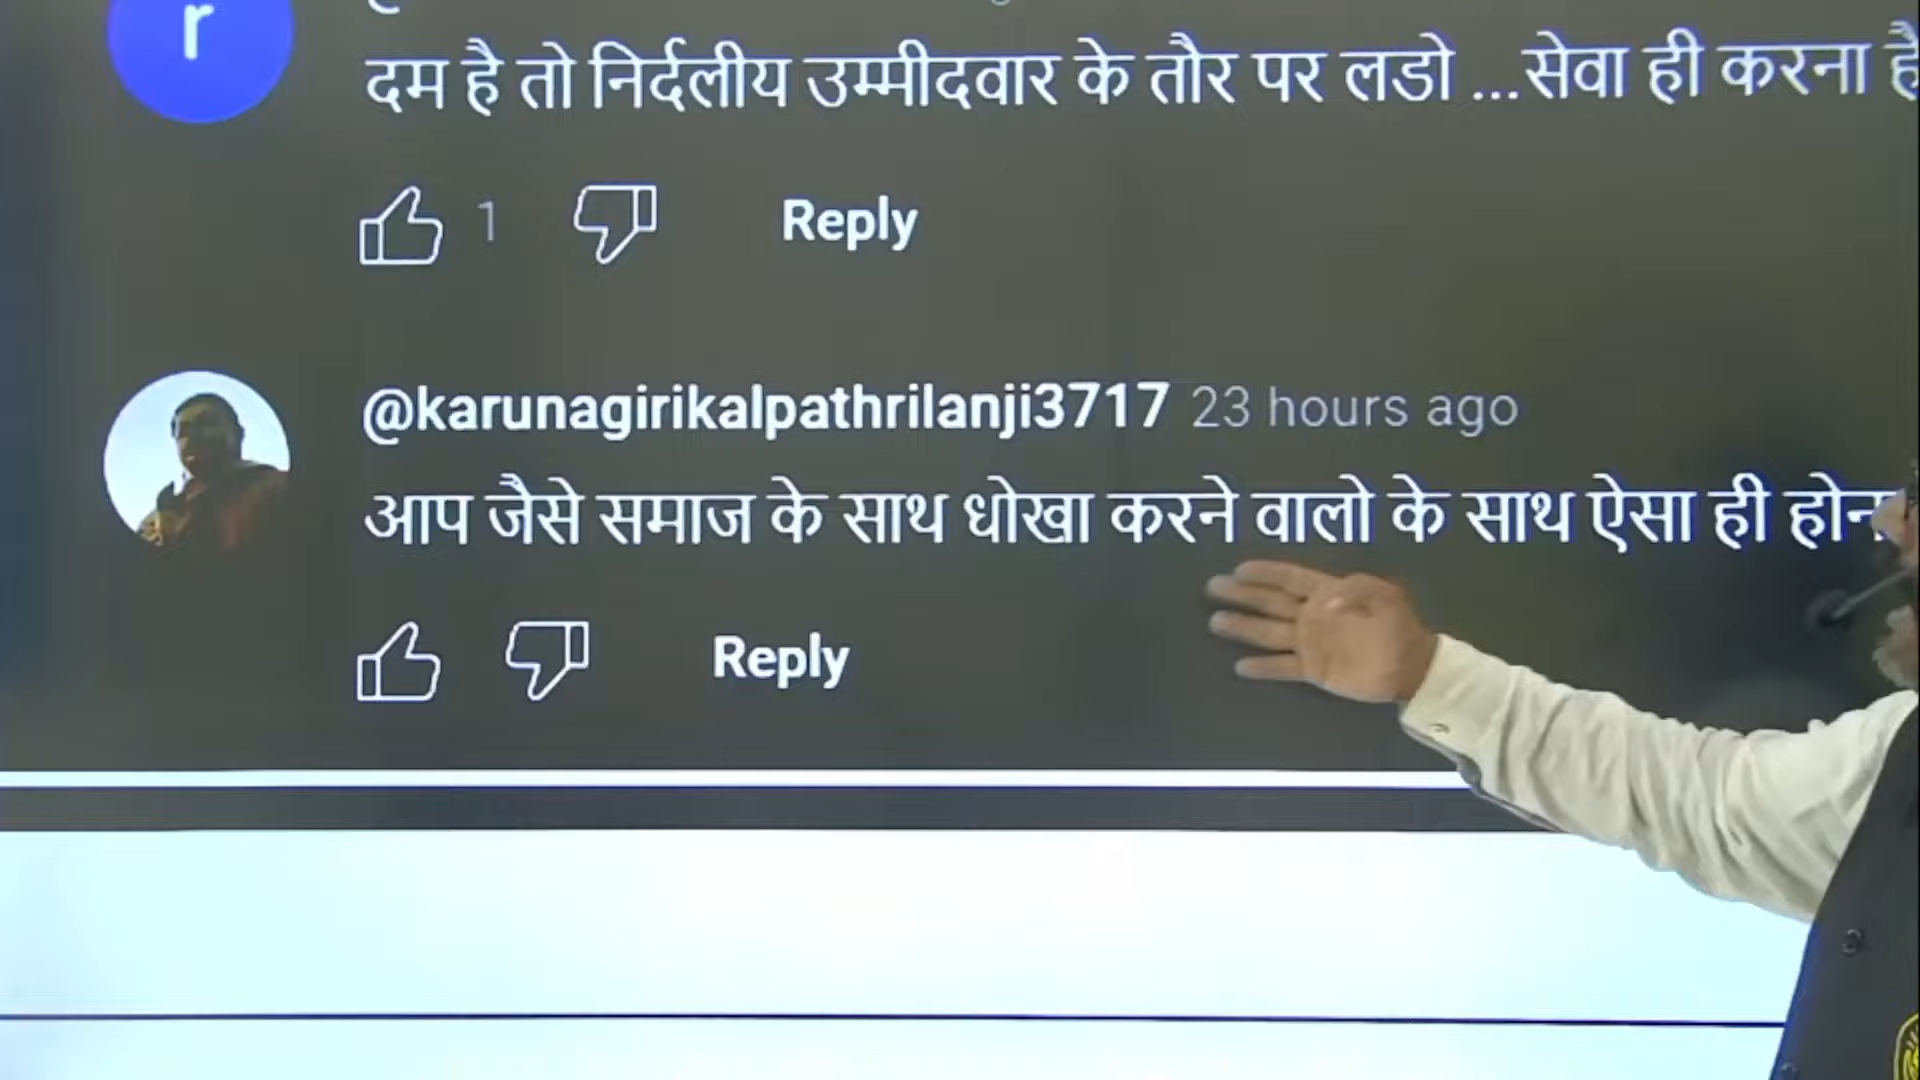 r
दम है तो निर्दलीय उम्मीदवार के तौर पर लडो ...सेवा ही करना है
1 Reply
@karunagirikalpathrilanji3717 23 hours ago
आप जैसे समाज के साथ धोखा करने वालो के साथ ऐसा ही
Reply